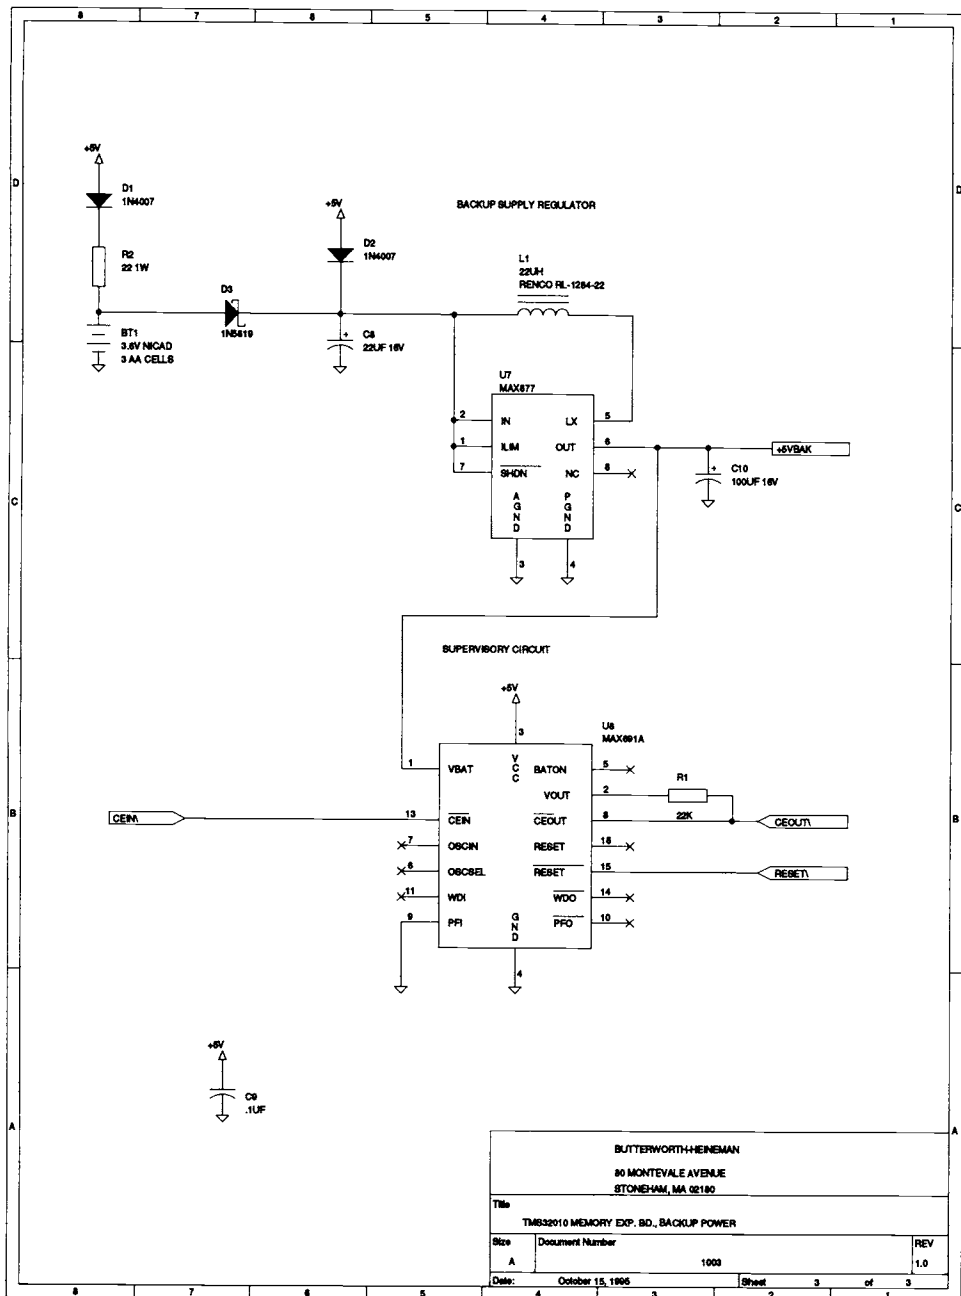 8 7 6 5 4 3 2 1
D
D
+5V
D1
1N4007
R2
22 1W
BT1
3.6V NICAD
3 AA CELLS
D3
1N5819
+5V
D2
1N4007
C8
22UF 16V
BACKUP SUPPLY REGULATOR
L1
22UH
RENCO RL-1284-22
U7
MAX877
2 IN LX 5
1 ILIM OUT 6
7 SHDN NC 8
AGND PGND
3 4
+5VBAK
C10
100UF 16V
C
C
SUPERVISORY CIRCUIT
+5V
3
U8
MAX691A
1 VBAT VCC BATON 5
VOUT 2
R1
22K
CEIN\ 13 CEIN CEOUT 8 CEOUT\
7 OSCIN RESET 16
6 OSCSEL RESET 15 RESET\
11 WDI WDO 14
9 PFI GND PFO 10
4
B
B
+5V
C9
.1UF
A
A
BUTTERWORTH-HEINEMAN
80 MONTEVALE AVENUE
STONEHAM, MA 02180
Title
TMS32010 MEMORY EXP. BD., BACKUP POWER
Size Document Number REV
A 1003 1.0
Date: October 15, 1995 Sheet 3 of 3
8 7 6 5 4 3 2 1